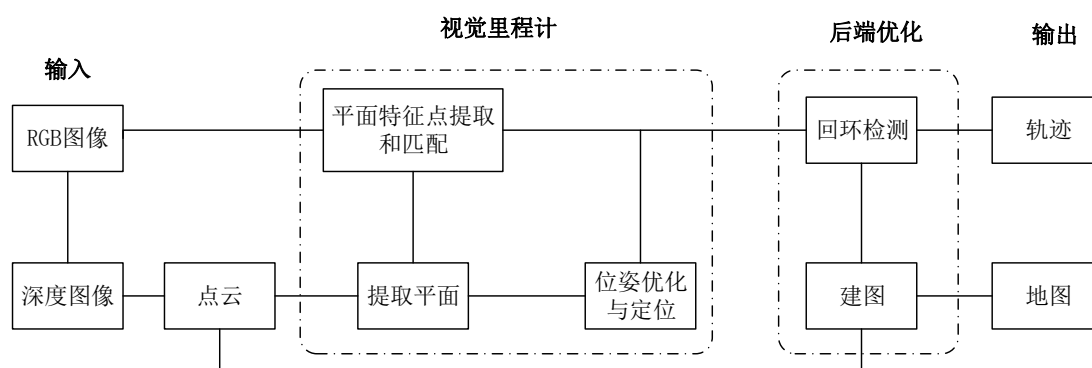 视觉里程计
后端优化
输出
输入
RGB图像
平面特征点提取
和匹配
回环检测
轨迹
深度图像
点云
提取平面
位姿优化
与定位
建图
地图